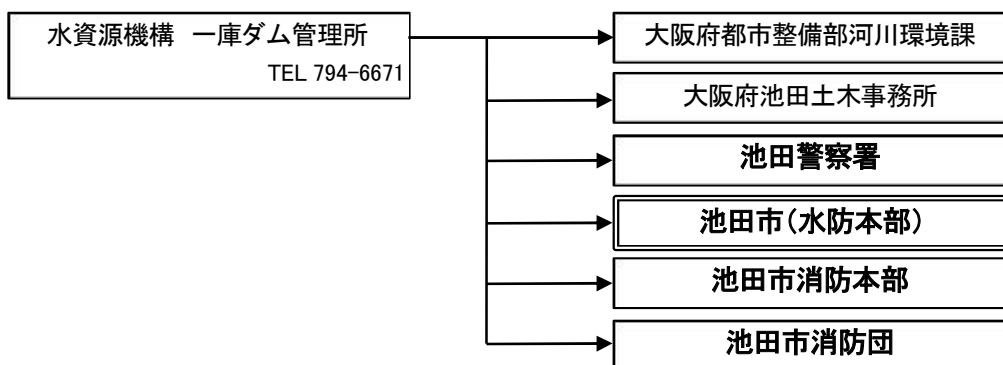 水資源機構　一庫ダム管理所
TEL 794-6671
大阪府都市整備部河川環境課
大阪府池田土木事務所
池田警察署
池田市(水防本部)
池田市消防本部
池田市消防団